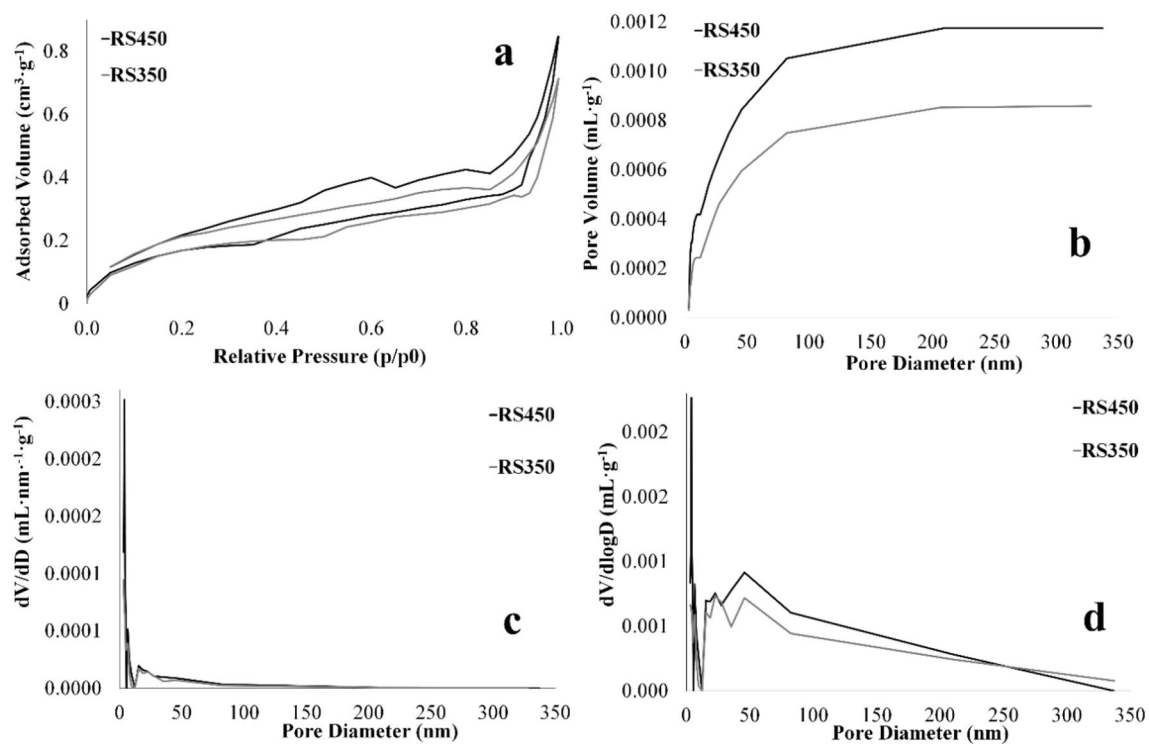 −RS450
−RS350
a
Adsorbed Volume (cm³·g⁻¹)
0.8
0.6
0.4
0.2
0
0.0 0.2 0.4 0.6 0.8 1.0
Relative Pressure (p/p0)
−RS450
−RS350
b
Pore Volume (mL·g⁻¹)
0.0012
0.0010
0.0008
0.0006
0.0004
0.0002
0.0000
0 50 100 150 200 250 300 350
Pore Diameter (nm)
−RS450
−RS350
c
dV/dD (mL·nm⁻·¹·g⁻¹)
0.0003
0.0002
0.0002
0.0001
0.0001
0.0000
0 50 100 150 200 250 300 350
Pore Diameter (nm)
−RS450
−RS350
d
dV/dlogD (mL·g⁻¹)
0.002
0.002
0.001
0.001
0.000
0 50 100 150 200 250 300 350
Pore Diameter (nm)